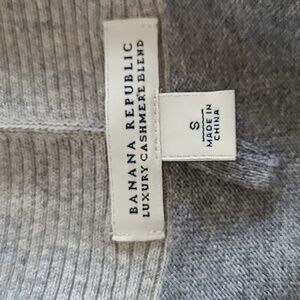 BANANA REPUBLIC
LUXURY CASHMERE BLEND
S
MADE IN
CHINA